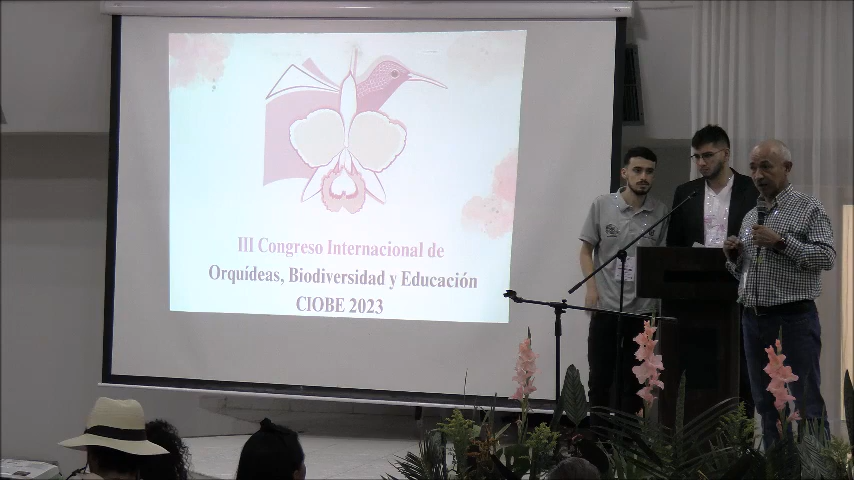 III Congreso Internacional de
Orquídeas, Biodiversidad y Educación
CIOBE 2023